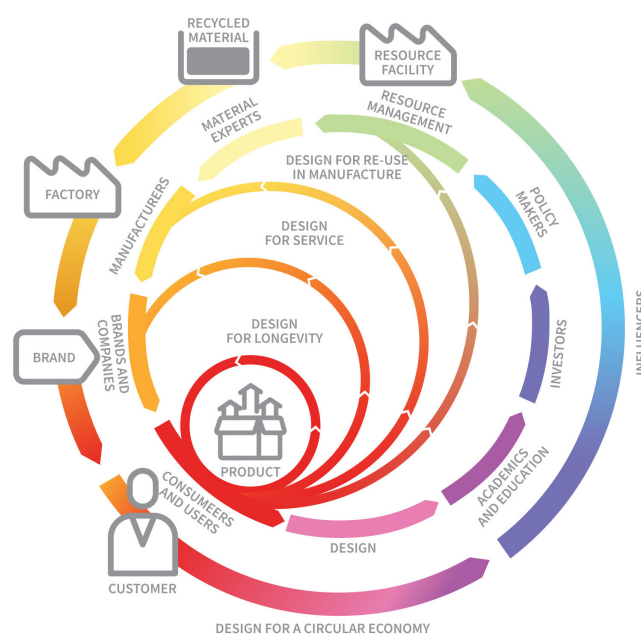 RECYCLED
MATERIAL
RESOURCE
FACILITY
MATERIAL
EXPERTS
RESOURCE
MANAGEMENT
DESIGN FOR RE-USE
IN MANUFACTURE
FACTORY
MANUFACTURERS
POLICY
MAKERS
DESIGN
FOR SERVICE
DESIGN
FOR LONGEVITY
BRAND
BRANDS AND
COMPANIES
INVESTORS
INFLUENCERS
PRODUCT
CONSUMEERS
AND USERS
ACADEMICS
AND EDUCATION
DESIGN
CUSTOMER
DESIGN FOR A CIRCULAR ECONOMY